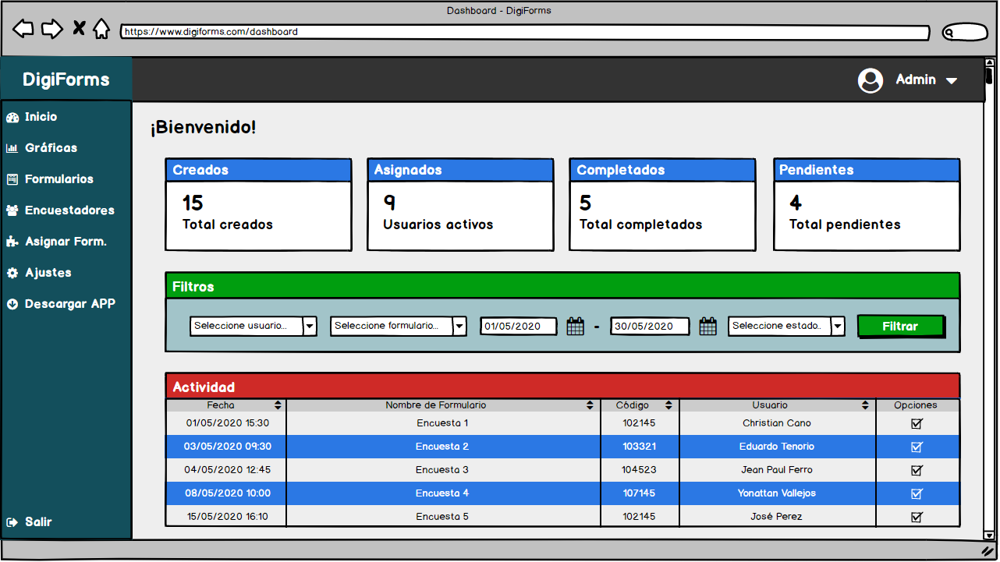 Dashboard - DigiForms
https://www.digiforms.com/dashboard
DigiForms
Admin
Inicio
Gráficas
Formularios
Encuestadores
Asignar Form.
Ajustes
Descargar APP
Salir
¡Bienvenido!
Creados
15
Total creados
Asignados
9
Usuarios activos
Completados
5
Total completados
Pendientes
4
Total pendientes
Filtros
Seleccione usuario... Seleccione formulario... 01/05/2020 - 30/05/2020 Seleccione estado.. Filtrar
Actividad
Fecha Nombre de Formulario Código Usuario Opciones
01/05/2020 15:30 Encuesta 1 102145 Christian Cano
03/05/2020 09:30 Encuesta 2 103321 Eduardo Tenorio
04/05/2020 12:45 Encuesta 3 104523 Jean Paul Ferro
08/05/2020 10:00 Encuesta 4 107145 Yonattan Vallejos
15/05/2020 16:10 Encuesta 5 102145 José Perez